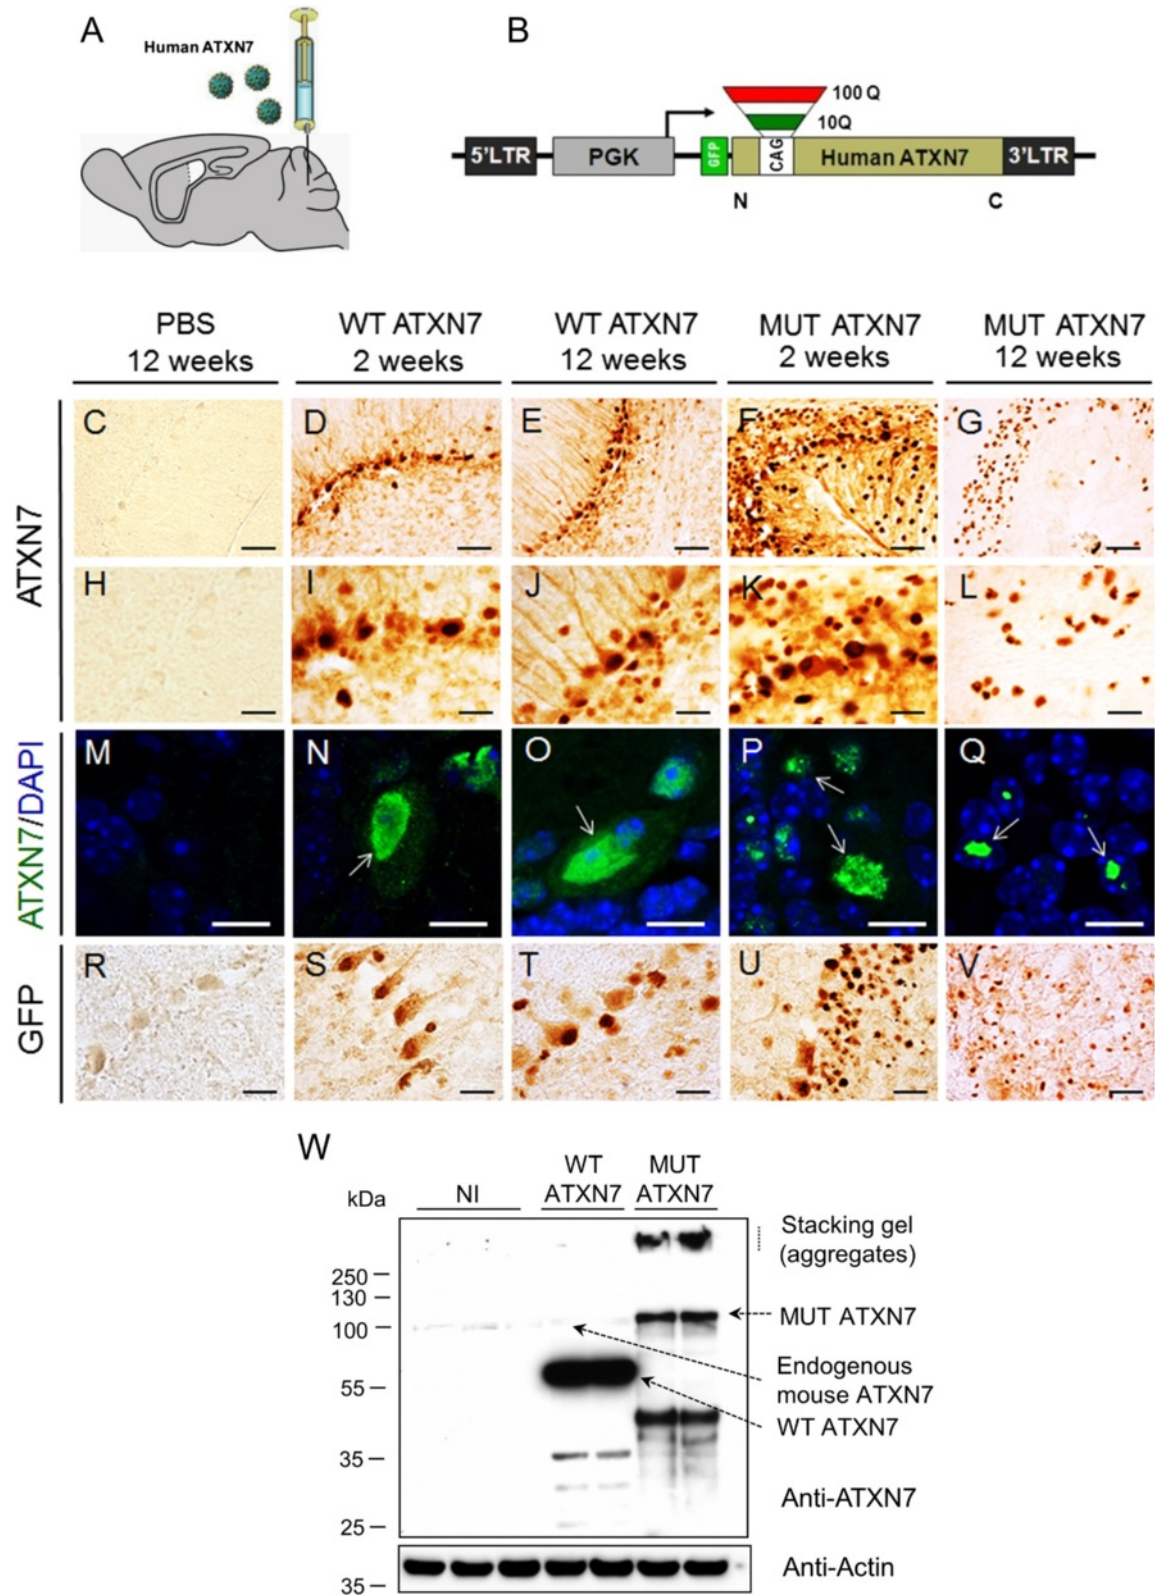 A
Human ATXN7
B
100 Q
10Q
5'LTR
PGK
GFP
CAG
Human ATXN7
3'LTR
N
C
PBS
12 weeks
WT ATXN7
2 weeks
WT ATXN7
12 weeks
MUT ATXN7
2 weeks
MUT ATXN7
12 weeks
ATXN7
C
D
E
F
G
H
I
J
K
L
ATXN7/DAPI
M
N
O
P
Q
GFP
R
S
T
U
V
W
kDa
NI
WT
ATXN7
MUT
ATXN7
250
130
100
55
35
25
35
Stacking gel
(aggregates)
MUT ATXN7
Endogenous
mouse ATXN7
WT ATXN7
Anti-ATXN7
Anti-Actin